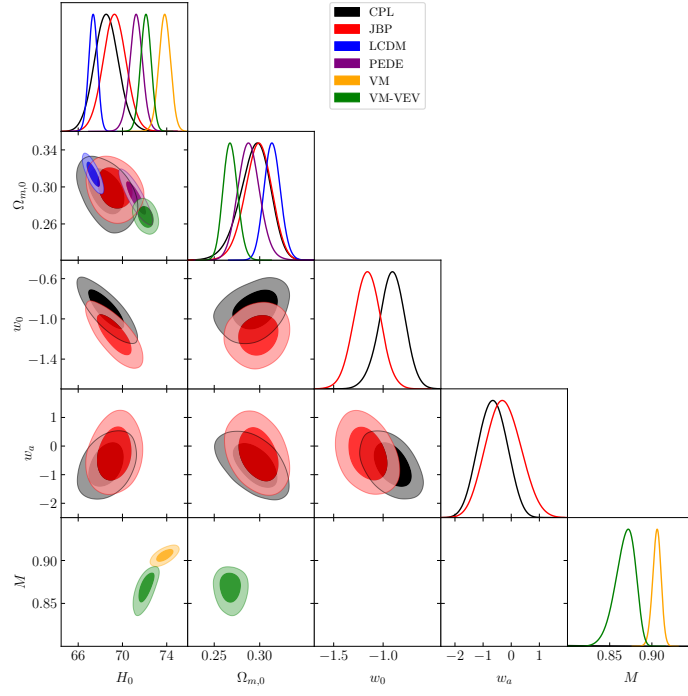 CPL
JBP
LCDM
PEDE
VM
VM-VEV
0.34
0.30
0.26
Ω_{m,0}
−0.6
−1.0
−1.4
w_0
1
0
−1
−2
w_a
0.90
0.85
M
66 70 74
0.25 0.30
−1.5 −1.0
−2 −1 0 1
0.85 0.90
H_0
Ω_{m,0}
w_0
w_a
M